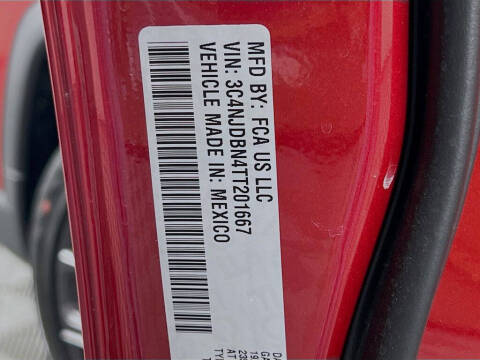 MFD BY: FCA US LLC
VIN: 3C4NJDBN4TT201667
VEHICLE MADE IN: MEXICO